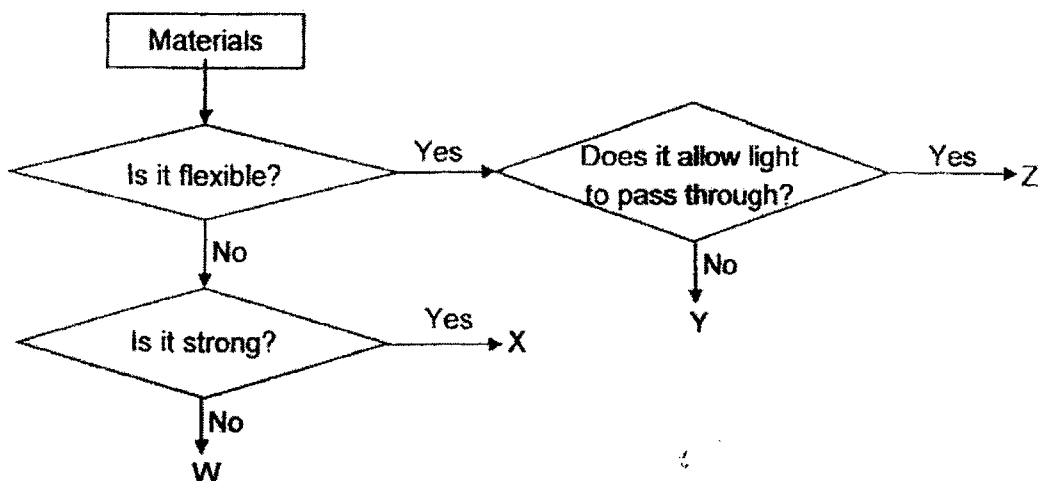 Materials
Is it flexible?
Yes
Does it allow light
to pass through?
Yes
Z
No
No
Y
Is it strong?
Yes
X
No
W